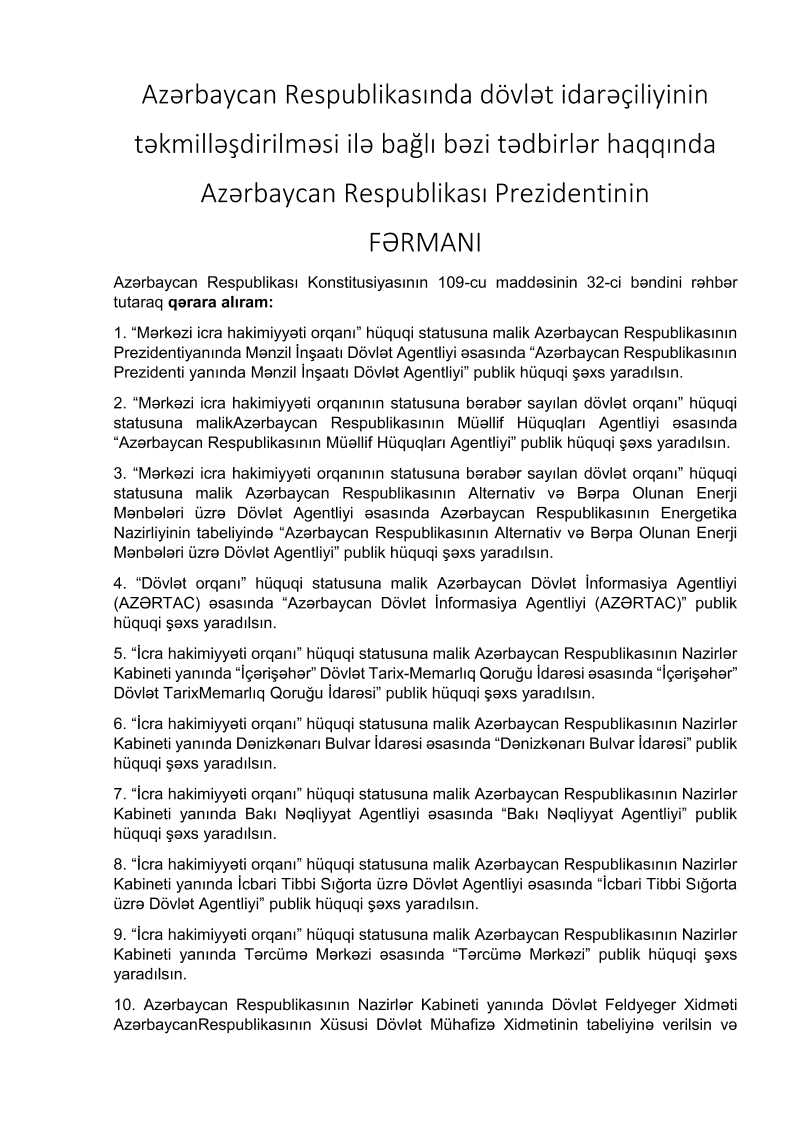 Azərbaycan Respublikasında dövlət idarəçiliyinin
təkmilləşdirilməsi ilə bağlı bəzi tədbirlər haqqında
Azərbaycan Respublikası Prezidentinin
FƏRMANI
Azərbaycan Respublikası Konstitusiyasının 109-cu maddəsinin 32-ci bəndini rəhbər
tutaraq qərara alıram:
1. “Mərkəzi icra hakimiyyəti orqanı” hüquqi statusuna malik Azərbaycan Respublikasının
Prezidentiyanında Mənzil İnşaatı Dövlət Agentliyi əsasında “Azərbaycan Respublikasının
Prezidenti yanında Mənzil İnşaatı Dövlət Agentliyi” publik hüquqi şəxs yaradılsın.
2. “Mərkəzi icra hakimiyyəti orqanının statusuna bərabər sayılan dövlət orqanı” hüquqi
statusuna malikAzərbaycan Respublikasının Müəllif Hüquqları Agentliyi əsasında
“Azərbaycan Respublikasının Müəllif Hüquqları Agentliyi” publik hüquqi şəxs yaradılsın.
3. “Mərkəzi icra hakimiyyəti orqanının statusuna bərabər sayılan dövlət orqanı” hüquqi
statusuna malik Azərbaycan Respublikasının Alternativ və Bərpa Olunan Enerji
Mənbələri üzrə Dövlət Agentliyi əsasında Azərbaycan Respublikasının Energetika
Nazirliyinin tabeliyində “Azərbaycan Respublikasının Alternativ və Bərpa Olunan Enerji
Mənbələri üzrə Dövlət Agentliyi” publik hüquqi şəxs yaradılsın.
4. “Dövlət orqanı” hüquqi statusuna malik Azərbaycan Dövlət İnformasiya Agentliyi
(AZƏRTAC) əsasında “Azərbaycan Dövlət İnformasiya Agentliyi (AZƏRTAC)” publik
hüquqi şəxs yaradılsın.
5. “İcra hakimiyyəti orqanı” hüquqi statusuna malik Azərbaycan Respublikasının Nazirlər
Kabineti yanında “İçərişəhər” Dövlət Tarix-Memarlıq Qoruğu İdarəsi əsasında “İçərişəhər”
Dövlət TarixMemarlıq Qoruğu İdarəsi” publik hüquqi şəxs yaradılsın.
6. “İcra hakimiyyəti orqanı” hüquqi statusuna malik Azərbaycan Respublikasının Nazirlər
Kabineti yanında Dənizkənarı Bulvar İdarəsi əsasında “Dənizkənarı Bulvar İdarəsi” publik
hüquqi şəxs yaradılsın.
7. “İcra hakimiyyəti orqanı” hüquqi statusuna malik Azərbaycan Respublikasının Nazirlər
Kabineti yanında Bakı Nəqliyyat Agentliyi əsasında “Bakı Nəqliyyat Agentliyi” publik
hüquqi şəxs yaradılsın.
8. “İcra hakimiyyəti orqanı” hüquqi statusuna malik Azərbaycan Respublikasının Nazirlər
Kabineti yanında İcbari Tibbi Sığorta üzrə Dövlət Agentliyi əsasında “İcbari Tibbi Sığorta
üzrə Dövlət Agentliyi” publik hüquqi şəxs yaradılsın.
9. “İcra hakimiyyəti orqanı” hüquqi statusuna malik Azərbaycan Respublikasının Nazirlər
Kabineti yanında Tərcümə Mərkəzi əsasında “Tərcümə Mərkəzi” publik hüquqi şəxs
yaradılsın.
10. Azərbaycan Respublikasının Nazirlər Kabineti yanında Dövlət Feldyeger Xidməti
AzərbaycanRespublikasının Xüsusi Dövlət Mühafizə Xidmətinin tabeliyinə verilsin və